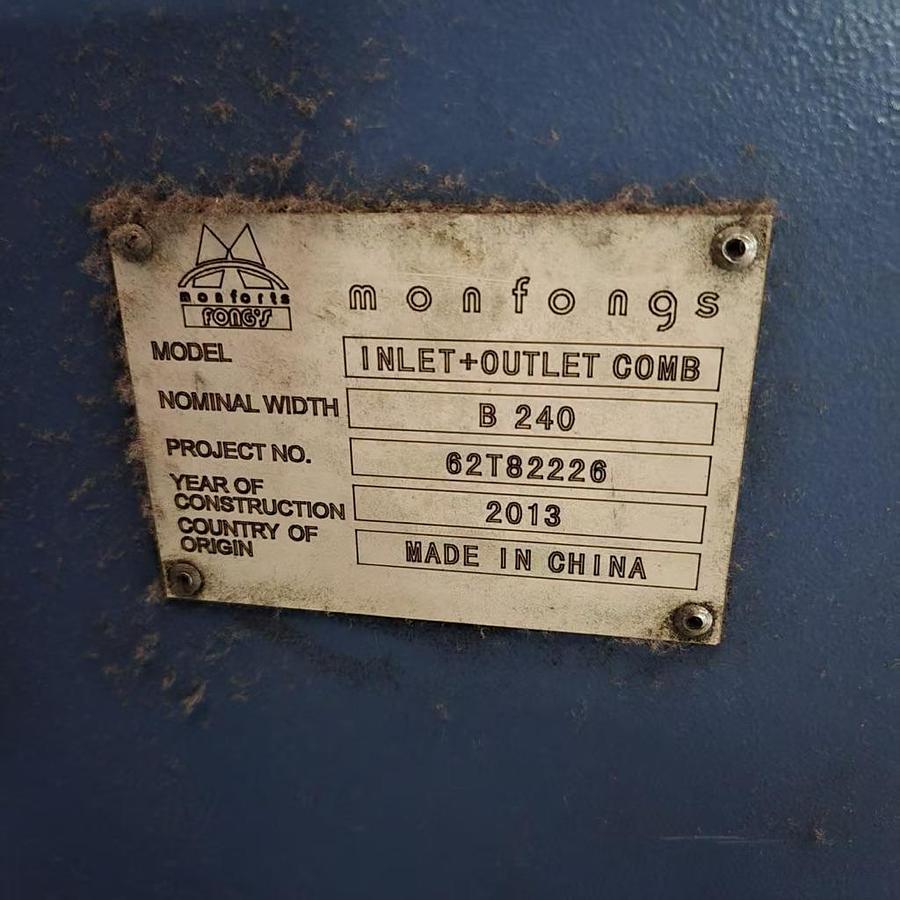 monforts
FONG'S
monfongs
MODEL INLET+OUTLET COMB
NOMINAL WIDTH B 240
PROJECT NO. 62T82226
YEAR OF
CONSTRUCTION 2013
COUNTRY OF
ORIGIN MADE IN CHINA